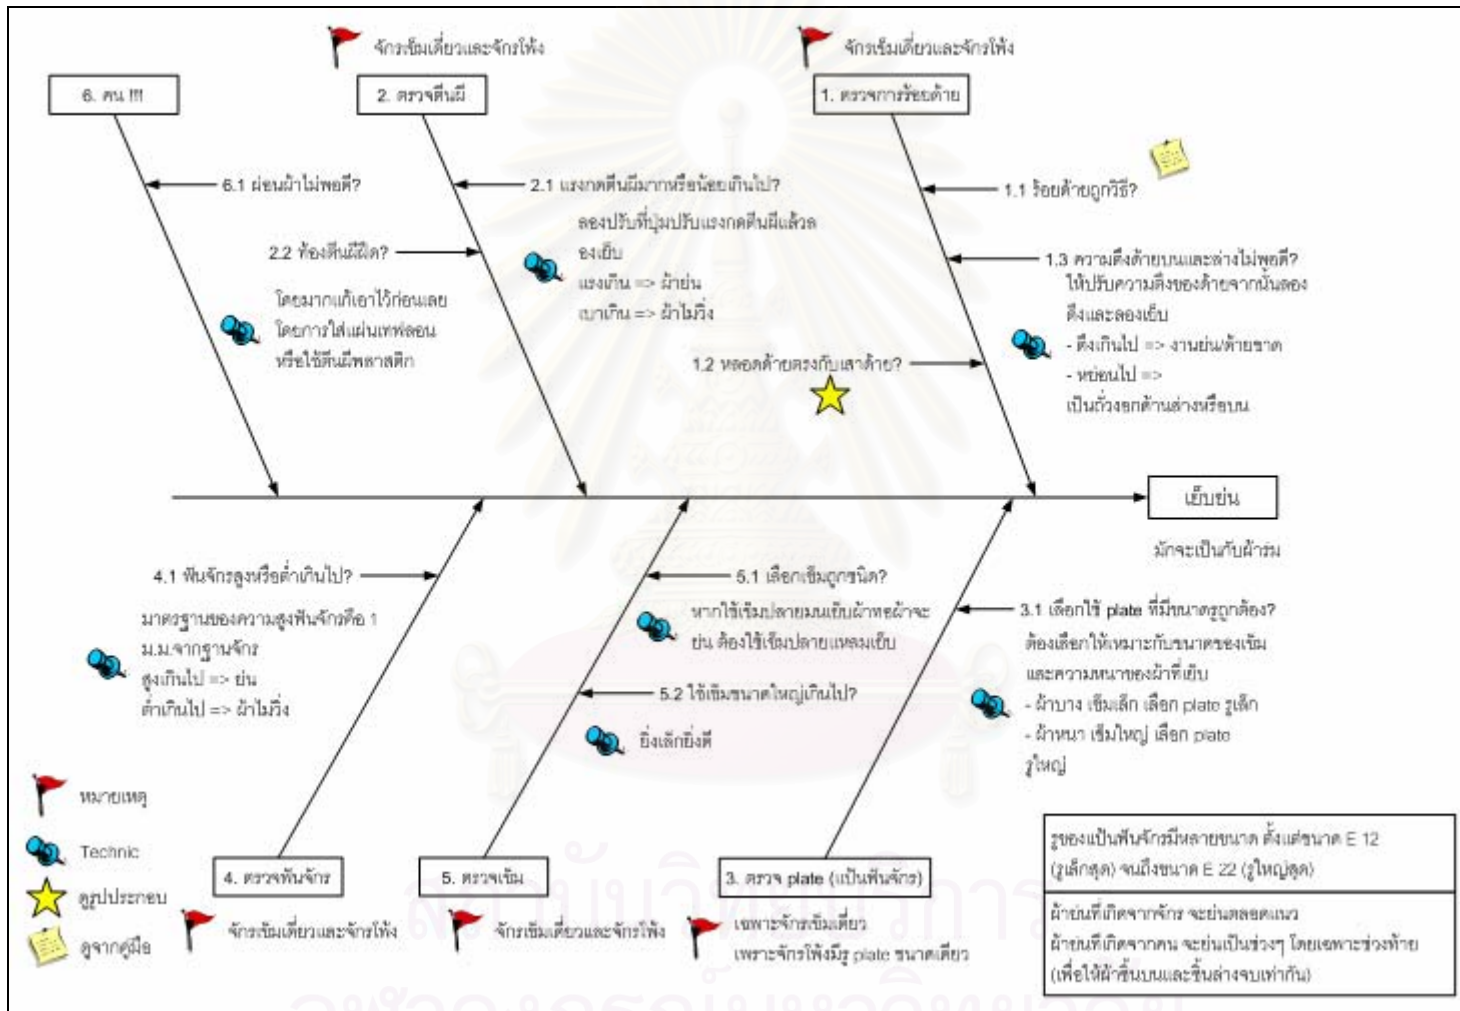 จักรเข็มเดี่ยวและจักรโพ้ง
จักรเข็มเดี่ยวและจักรโพ้ง
6. คน !!!
2. ตรวจตีนผี
1. ตรวจการร้อยด้าย
6.1 ผ่อนผ้าไม่พอดี?
2.1 แรงกดตีนผีมากหรือน้อยเกินไป?
ลองปรับที่ปุ่มปรับแรงกดตีนผีแล้วล
องเย็บ
แรงเกิน => ผ้าย่น
เบาเกิน => ผ้าไม่วิ่ง
1.1 ร้อยด้ายถูกวิธี?
2.2 ท้องตีนผีฝืด?
โดยมากแก้เอาไว้ก่อนเลย
โดยการใส่แผ่นเทฟลอน
หรือใช้ตีนผีพลาสติก
1.3 ความตึงด้ายบนและล่างไม่พอดี?
ให้ปรับความตึงของด้ายจากนั้นลอง
ดึงและลองเย็บ
- ตึงเกินไป => งานย่น/ด้ายขาด
- หย่อนไป =>
เป็นถั่วงอกด้านล่างหรือบน
1.2 หลอดด้ายตรงกับเสาด้าย?
เย็บย่น
มักจะเป็นกับผ้าร่ม
4.1 ฟันจักรสูงหรือต่ำเกินไป?
มาตรฐานของความสูงฟันจักรคือ 1
ม.ม.จากฐานจักร
สูงเกินไป => ย่น
ต่ำเกินไป => ผ้าไม่วิ่ง
5.1 เลือกเข็มถูกชนิด?
หากใช้เข็มปลายมนเย็บผ้าทอผ้าจะ
ย่น ต้องใช้เข็มปลายแหลมเย็บ
5.2 ใช้เข็มขนาดใหญ่เกินไป?
ยิ่งเล็กยิ่งดี
3.1 เลือกใช้ plate ที่มีขนาดรูถูกต้อง?
ต้องเลือกให้เหมาะกับขนาดของเข็ม
และความหนาของผ้าที่เย็บ
- ผ้าบาง เข็มเล็ก เลือก plate รูเล็ก
- ผ้าหนา เข็มใหญ่ เลือก plate
รูใหญ่
หมายเหตุ
Technic
ดูรูปประกอบ
ดูจากคู่มือ
4. ตรวจฟันจักร
5. ตรวจเข็ม
3. ตรวจ plate (แป้นฟันจักร)
จักรเข็มเดี่ยวและจักรโพ้ง
จักรเข็มเดี่ยวและจักรโพ้ง
เฉพาะจักรเข็มเดี่ยว
เพราะจักรโพ้งมีรู plate ขนาดเดียว
รูของแป้นฟันจักรมีหลายขนาด ตั้งแต่ขนาด E 12
(รูเล็กสุด) จนถึงขนาด E 22 (รูใหญ่สุด)
ผ้าย่นที่เกิดจากจักร จะย่นตลอดแนว
ผ้าย่นที่เกิดจากคน จะย่นเป็นช่วงๆ โดยเฉพาะช่วงท้าย
(เพื่อให้ผ้าชิ้นบนและชิ้นล่างจบเท่ากัน)